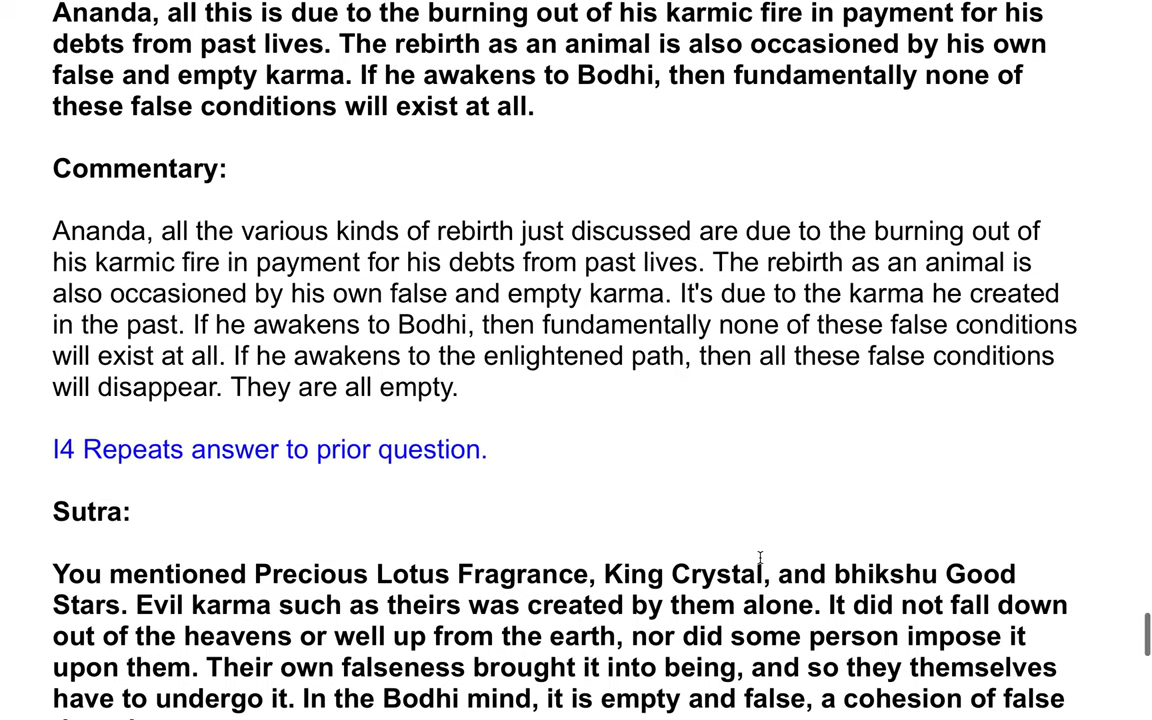 Ananda, all this is due to the burning out of his karmic fire in payment for his
debts from past lives. The rebirth as an animal is also occasioned by his own
false and empty karma. If he awakens to Bodhi, then fundamentally none of
these false conditions will exist at all.
Commentary:
Ananda, all the various kinds of rebirth just discussed are due to the burning out of
his karmic fire in payment for his debts from past lives. The rebirth as an animal is
also occasioned by his own false and empty karma. It's due to the karma he created
in the past. If he awakens to Bodhi, then fundamentally none of these false conditions
will exist at all. If he awakens to the enlightened path, then all these false conditions
will disappear. They are all empty.
I4 Repeats answer to prior question.
Sutra:
You mentioned Precious Lotus Fragrance, King Crystal, and bhikshu Good
Stars. Evil karma such as theirs was created by them alone. It did not fall down
out of the heavens or well up from the earth, nor did some person impose it
upon them. Their own falseness brought it into being, and so they themselves
have to undergo it. In the Bodhi mind, it is empty and false, a cohesion of false